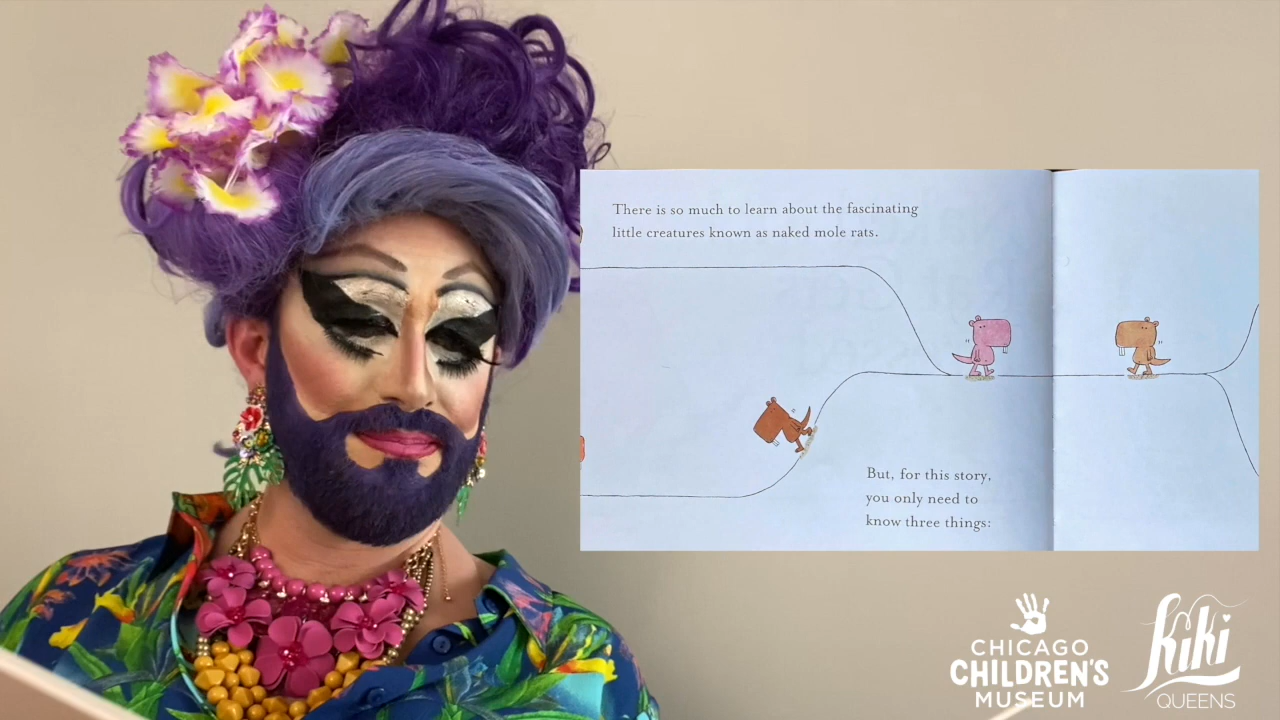 There is so much to learn about the fascinating
little creatures known as naked mole rats.
But, for this story,
you only need to
know three things:
CHICAGO
CHILDREN'S
MUSEUM
Kiki
QUEENS